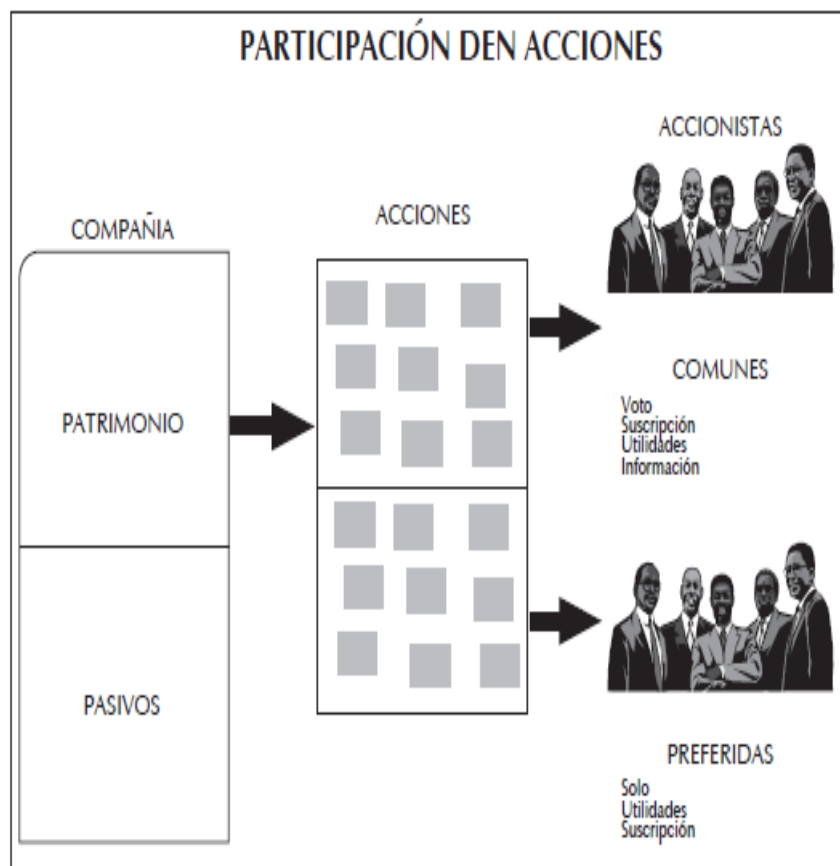 PARTICIPACIÓN DEN ACCIONES
ACCIONISTAS
COMPAÑIA
ACCIONES
PATRIMONIO
COMUNES
Voto
Suscripción
Utilidades
Información
PASIVOS
PREFERIDAS
Solo
Utilidades
Suscripción